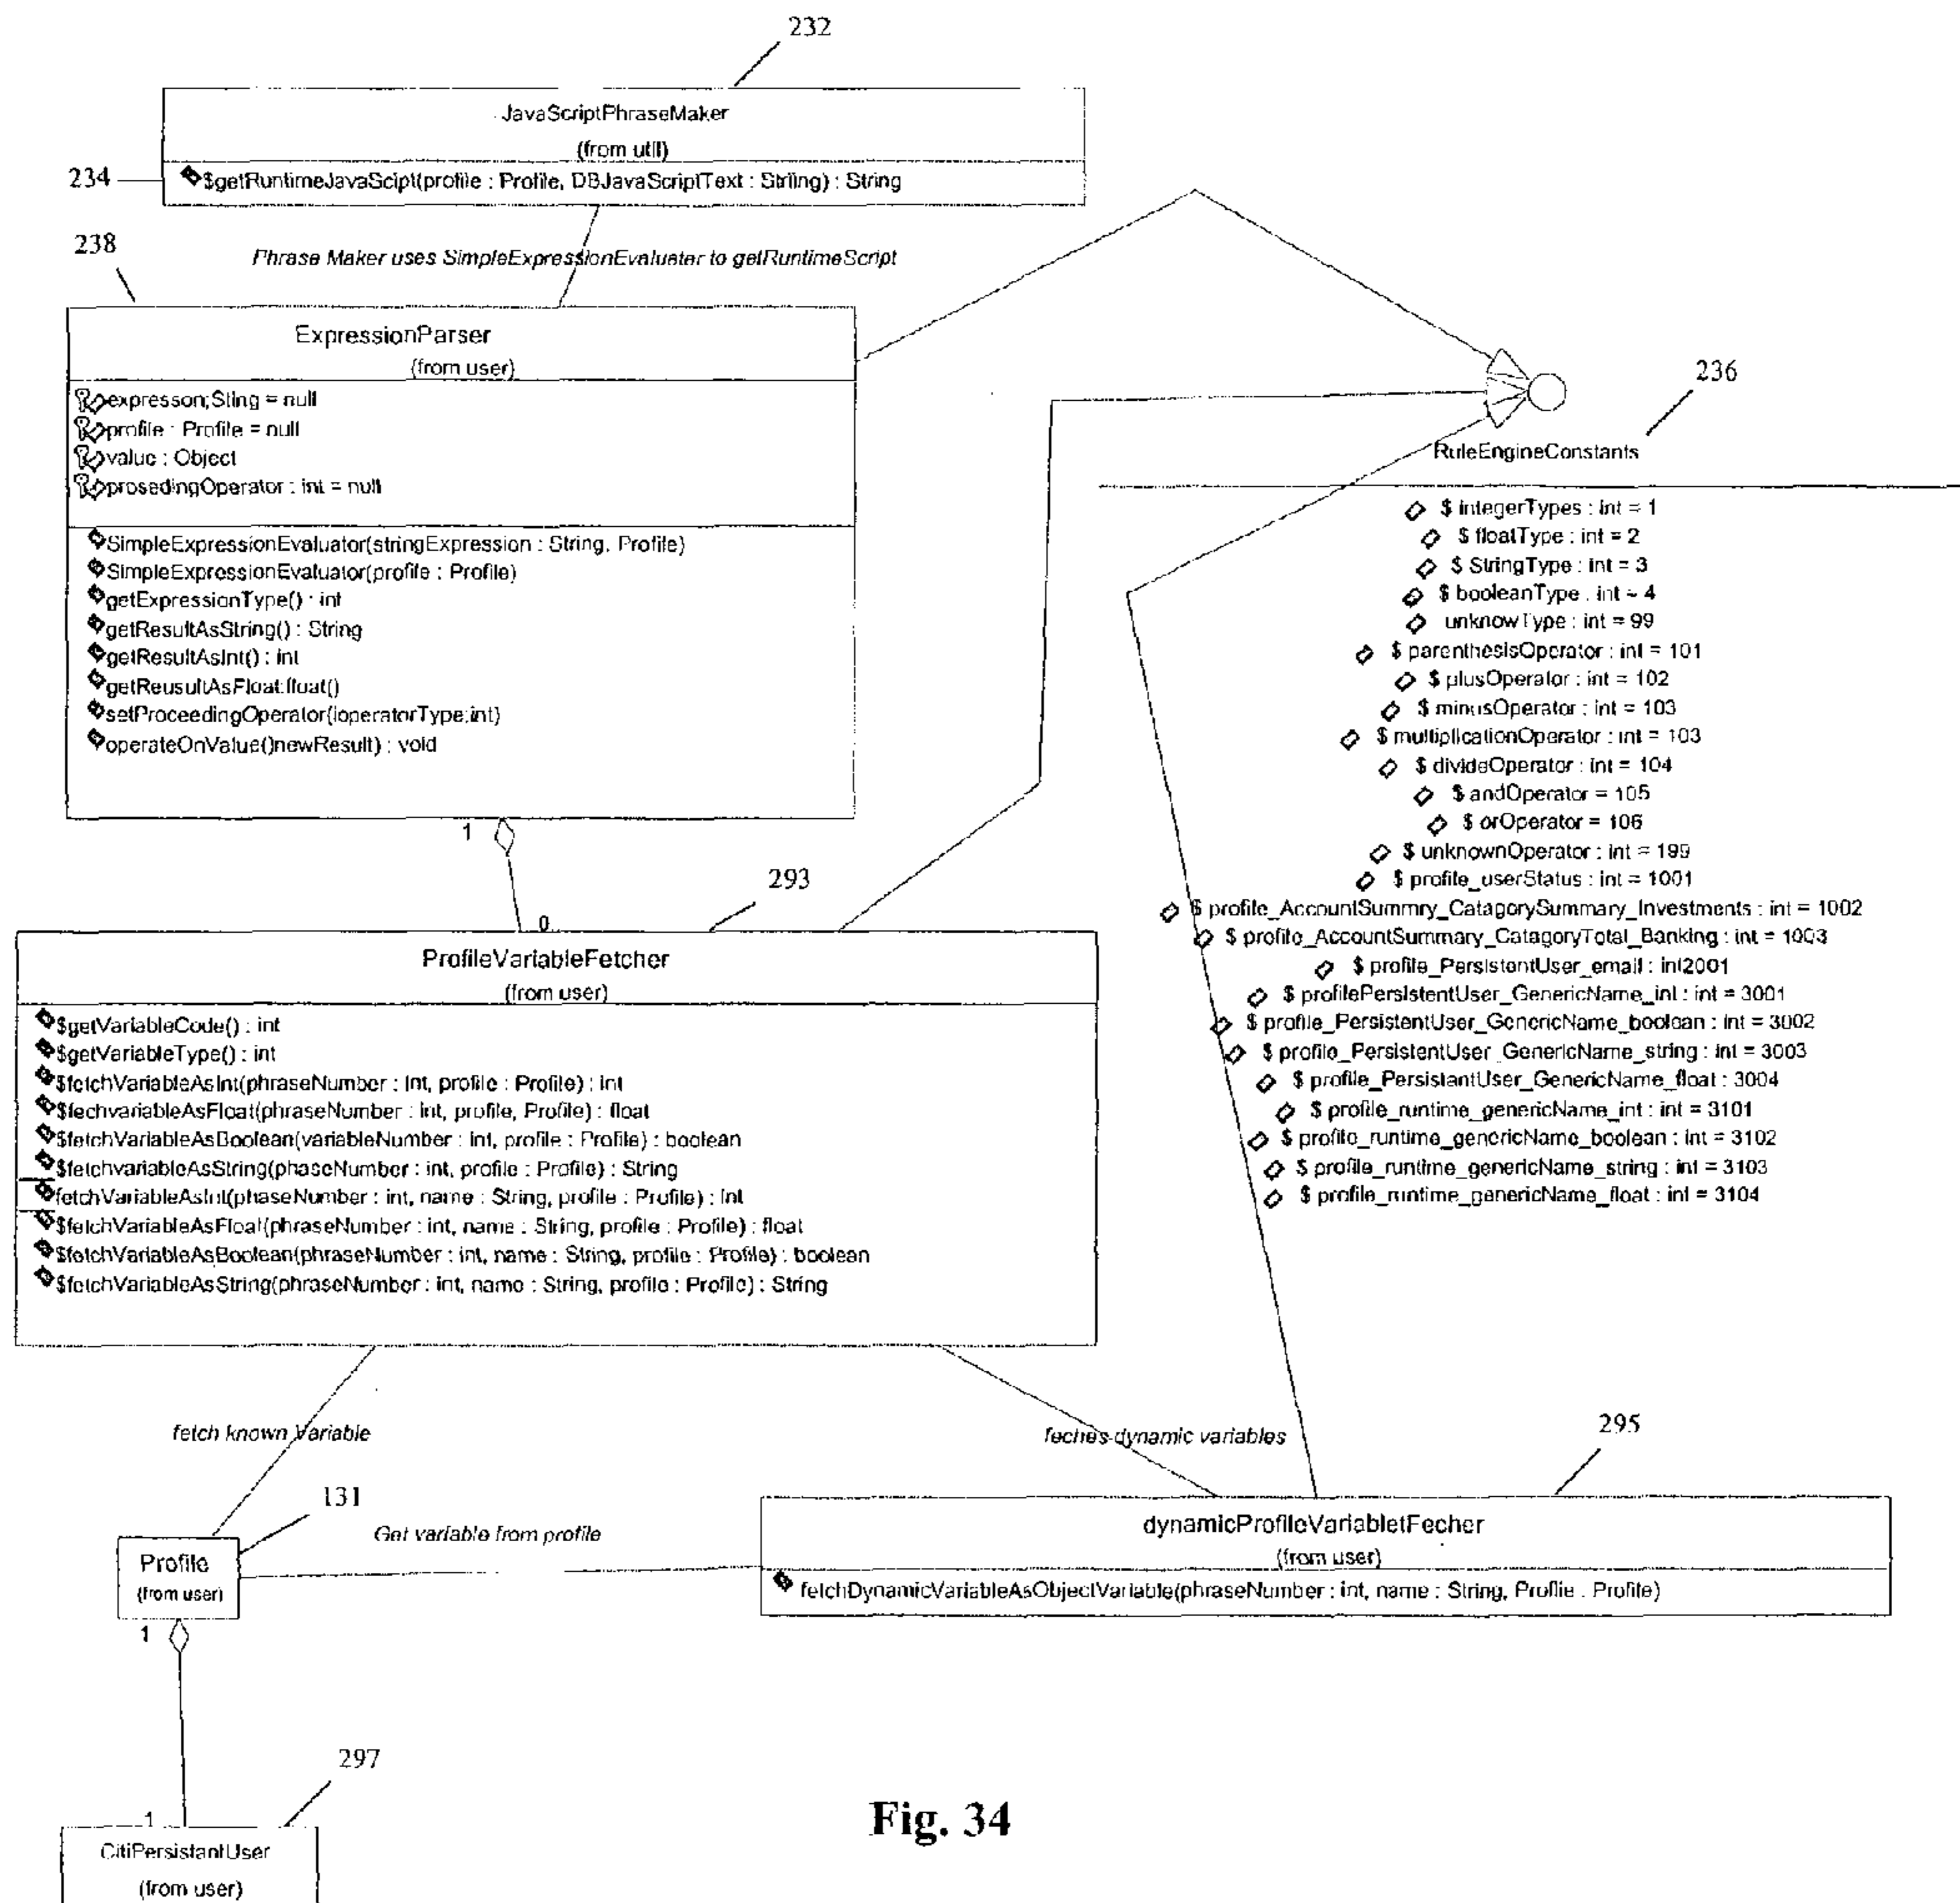 232
JavaScriptPhraseMaker
(from util)
234
$getRuntimeJavaScipt(profile : Profile, DBJavaScriptText : Striing) : String
238
Phrase Maker uses SimpleExpressionEvaluater to getRuntimeScript
ExpressionParser
(from user)
expresson;Sting = null
profile : Profile = null
value : Object
prosedingOperator : int = null
SimpleExpressionEvaluator(stringExpression : String, Profile)
SimpleExpressionEvaluator(profile : Profile)
getExpressionType() : int
getResultAsString() : String
getResultAsInt() : int
getReusultAsFloat:float()
setProceedingOperator(ioperatorType:int)
operateOnValue()newResult) : void
1
0
236
RuleEngineConstants
$ integerTypes : int = 1
$ floatType : int = 2
$ StringType : int = 3
$ booleanType : int = 4
unknowType : int = 99
$ parenthesisOperator : int = 101
$ plusOperator : int = 102
$ minusOperator : int = 103
$ multiplicationOperator : int = 103
$ divideOperator : int = 104
$ andOperator = 105
$ orOperator = 106
$ unknownOperator : int = 199
$ profile_userStatus : int = 1001
$ profile_AccountSummry_CatagorySummary_Investments : int = 1002
$ profile_AccountSummary_CatagoryTotal_Banking : int = 1003
$ profile_PersistentUser_email : int2001
$ profilePersistentUser_GenericName_int : int = 3001
$ profile_PersistentUser_GenericName_boolean : int = 3002
$ profile_PersistentUser_GenericName_string : int = 3003
$ profile_PersistantUser_GenericName_float : 3004
$ profile_runtime_genericName_int : int = 3101
$ profile_runtime_genericName_boolean : int = 3102
$ profile_runtime_genericName_string : int = 3103
$ profile_runtime_genericName_float : int = 3104
293
ProfileVariableFetcher
(from user)
$getVariableCode() : int
$getVariableType() : int
$fetchVariableAsInt(phraseNumber : int, profile : Profile) : int
$fechvariableAsFloat(phraseNumber : int, profile, Profile) : float
$fetchVariableAsBoolean(variableNumber : int, profile : Profile) : boolean
$fetchvariableAsString(phaseNumber : int, profile : Profile) : String
fetchVariableAsInt(phaseNumber : int, name : String, profile : Profile) : int
$fetchVariableAsFloat(phraseNumber : int, name : String, profile : Profile) : float
$fetchVariableAsBoolean(phraseNumber : int, name : String, profile : Profile) : boolean
$fetchVariableAsString(phraseNumber : int, name : String, profile : Profile) : String
fetch known Variable
feches dynamic variables
295
131
Get variable from profile
Profile
(from user)
dynamicProfileVariabletFecher
(from user)
fetchDynamicVariableAsObjectVariable(phraseNumber : int, name : String, Proflie : Profile)
1
297
1
CitiPersistantUser
(from user)
Fig. 34